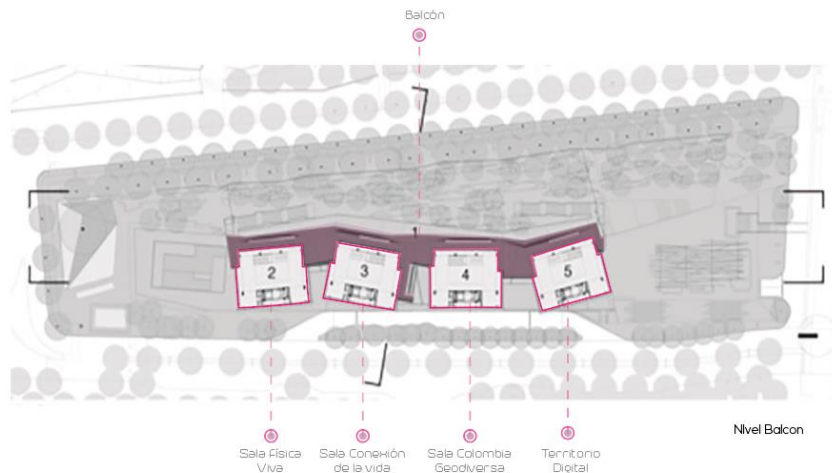 Balcón
1
2
3
4
5
Nivel Balcon
Sala Física
Viva
Sala Conexión
de la vida
Sala Colombia
Geodiversa
Territorio
Digital